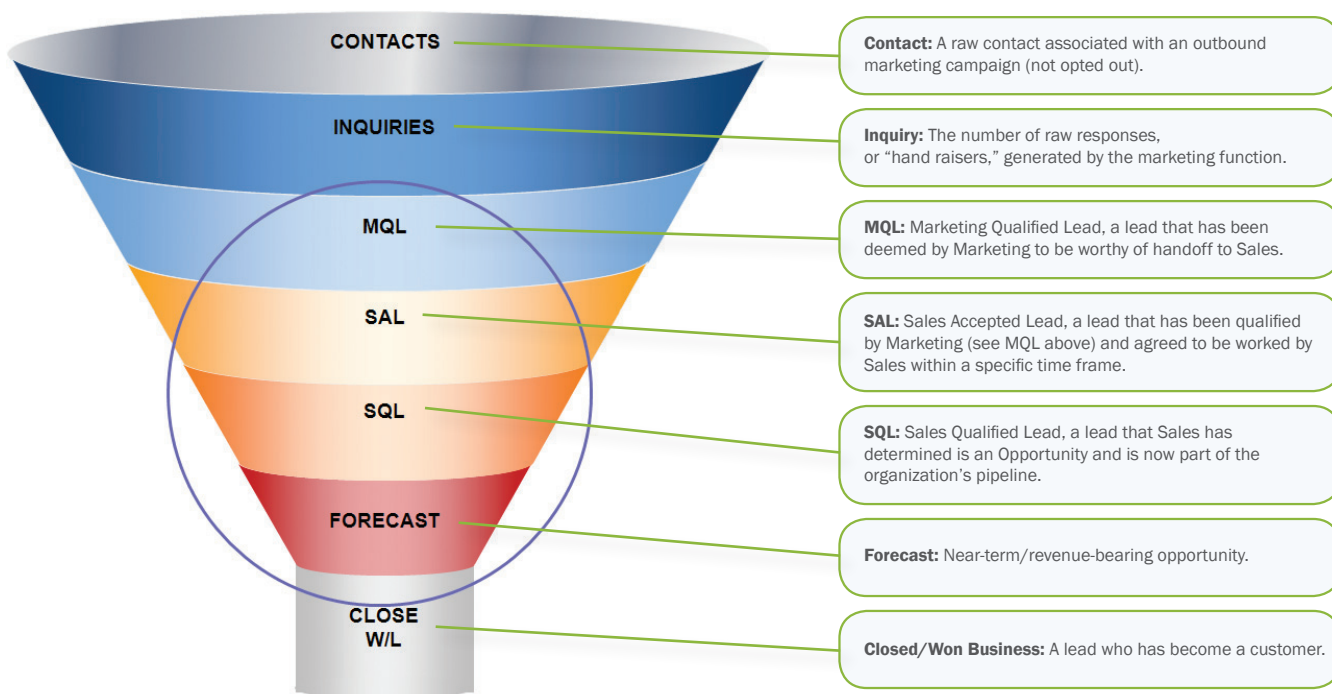 CONTACTS
Contact: A raw contact associated with an outbound
marketing campaign (not opted out).
INQUIRIES
Inquiry: The number of raw responses,
or “hand raisers,” generated by the marketing function.
MQL
MQL: Marketing Qualified Lead, a lead that has been
deemed by Marketing to be worthy of handoff to Sales.
SAL
SAL: Sales Accepted Lead, a lead that has been qualified
by Marketing (see MQL above) and agreed to be worked by
Sales within a specific time frame.
SQL
SQL: Sales Qualified Lead, a lead that Sales has
determined is an Opportunity and is now part of the
organization’s pipeline.
FORECAST
Forecast: Near-term/revenue-bearing opportunity.
CLOSE
W/L
Closed/Won Business: A lead who has become a customer.